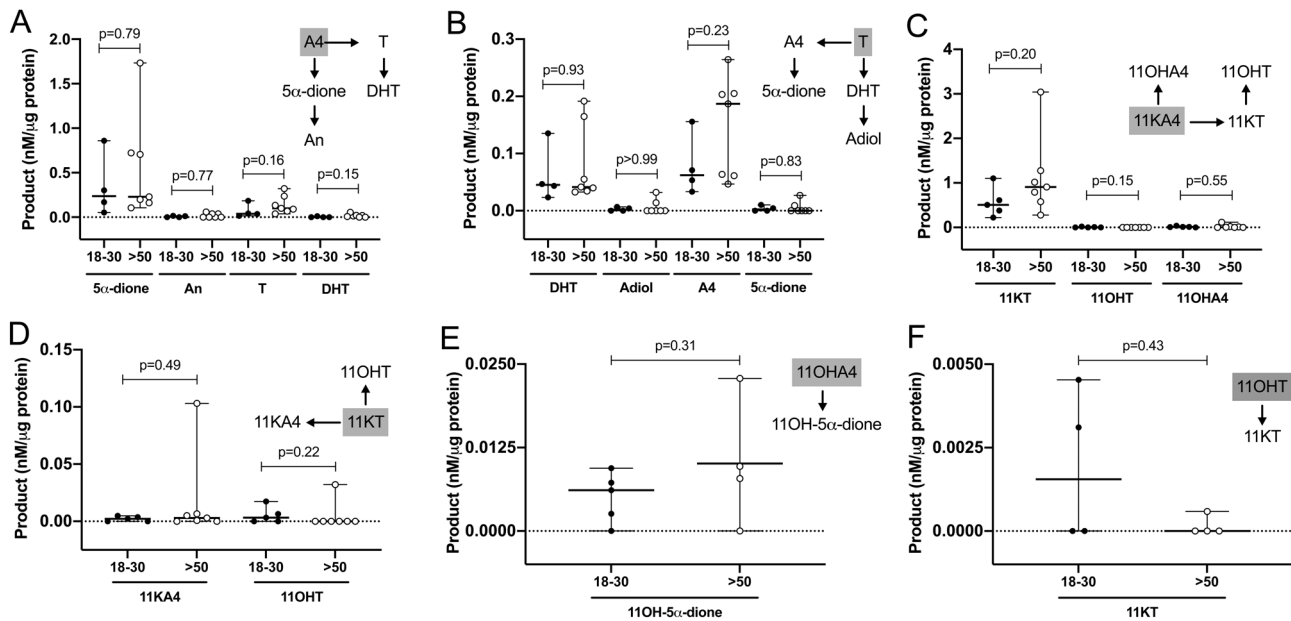 A
Product (nM/μg protein)
2.0
1.5
1.0
0.5
0.0
p=0.79
p=0.77
p=0.16
p=0.15
A4
T
5α-dione
DHT
An
18-30 >50 18-30 >50 18-30 >50 18-30 >50
5α-dione An T DHT
B
Product (nM/μg protein)
0.3
0.2
0.1
0.0
p=0.93
p>0.99
p=0.23
p=0.83
A4 T
5α-dione DHT
Adiol
18-30 >50 18-30 >50 18-30 >50 18-30 >50
DHT Adiol A4 5α-dione
C
Product (nM/μg protein)
4
3
2
1
0
p=0.20
p=0.15
p=0.55
11OHA4 11OHT
11KA4 11KT
18-30 >50 18-30 >50 18-30 >50
11KT 11OHT 11OHA4
D
Product (nM/μg protein)
0.15
0.10
0.05
0.00
p=0.49
p=0.22
11OHT
11KA4 11KT
18-30 >50 18-30 >50
11KA4 11OHT
E
Product (nM/μg protein)
0.0250
0.0125
0.0000
p=0.31
11OHA4
11OH-5α-dione
18-30 >50
11OH-5α-dione
F
Product (nM/μg protein)
0.0050
0.0025
0.0000
p=0.43
11OHT
11KT
18-30 >50
11KT